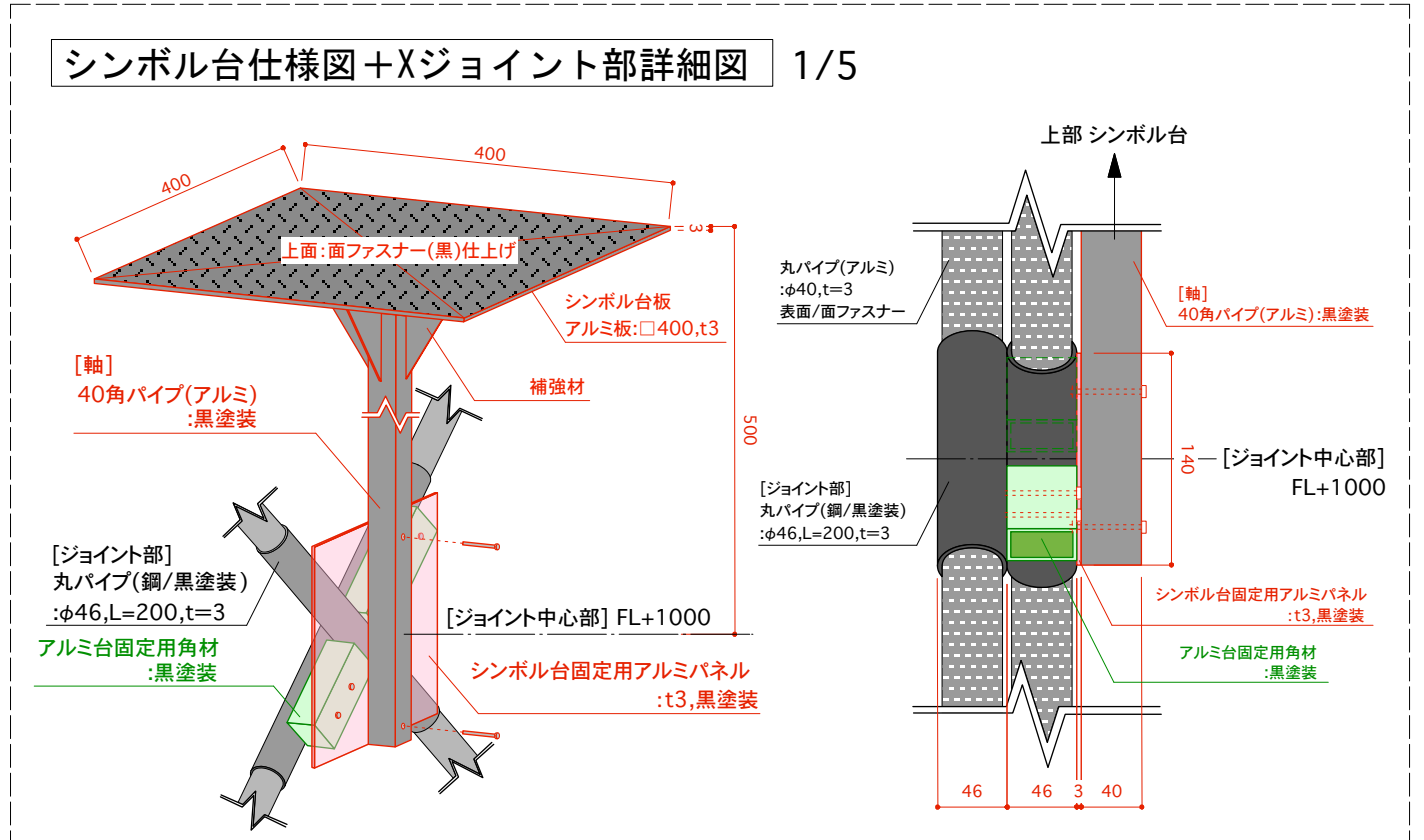 シンボル台仕様図+Xジョイント部詳細図 1/5
400
400
3
上面:面ファスナー(黒)仕上げ
シンボル台板
アルミ板:□400,t3
[軸]
40角パイプ(アルミ)
:黒塗装
補強材
500
[ジョイント部]
丸パイプ(鋼/黒塗装)
:φ46,L=200,t=3
[ジョイント中心部] FL+1000
アルミ台固定用角材
:黒塗装
シンボル台固定用アルミパネル
:t3,黒塗装
上部 シンボル台
丸パイプ(アルミ)
:φ40,t=3
表面/面ファスナー
[軸]
40角パイプ(アルミ):黒塗装
140
[ジョイント中心部]
FL+1000
[ジョイント部]
丸パイプ(鋼/黒塗装)
:φ46,L=200,t=3
シンボル台固定用アルミパネル
:t3,黒塗装
アルミ台固定用角材
:黒塗装
46 46 3 40